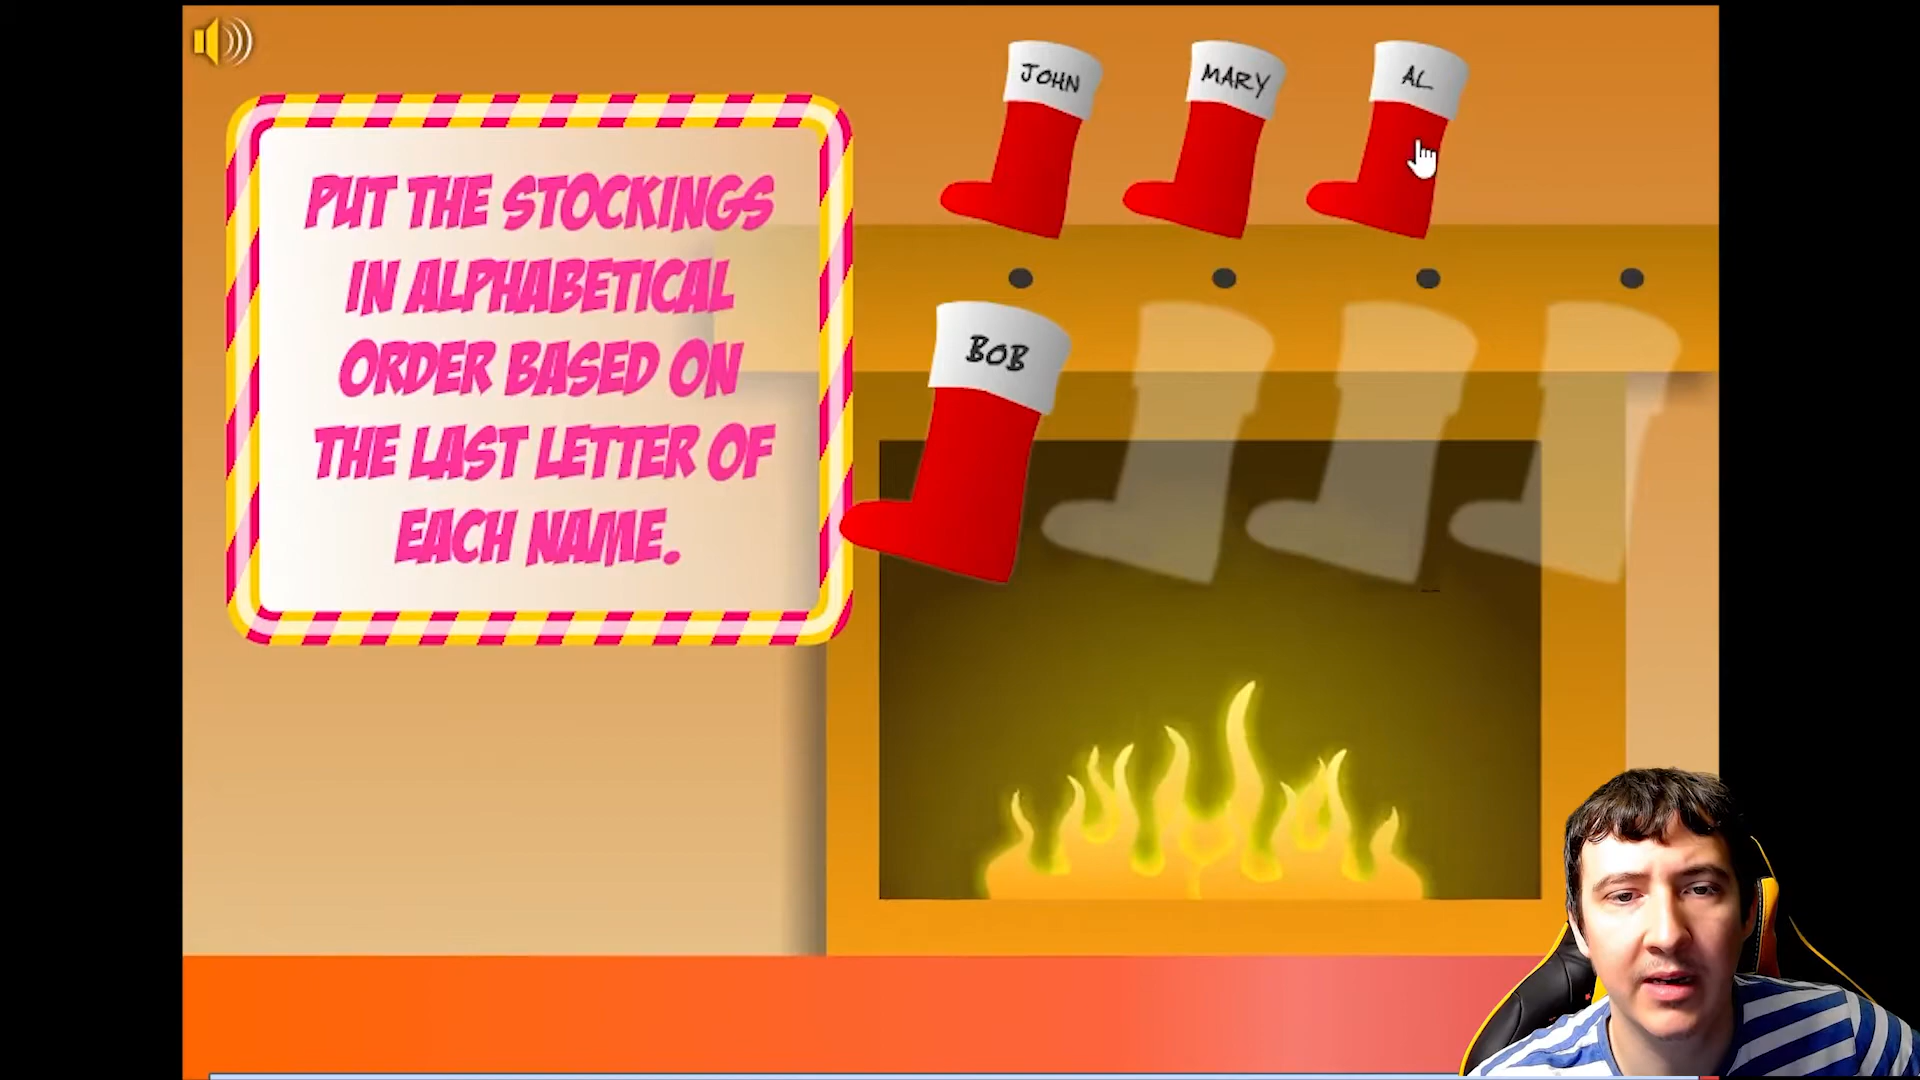 JOHN
MARY
AL
PUT THE STOCKINGS
IN ALPHABETICAL
ORDER BASED ON
THE LAST LETTER OF
EACH NAME.
BOB